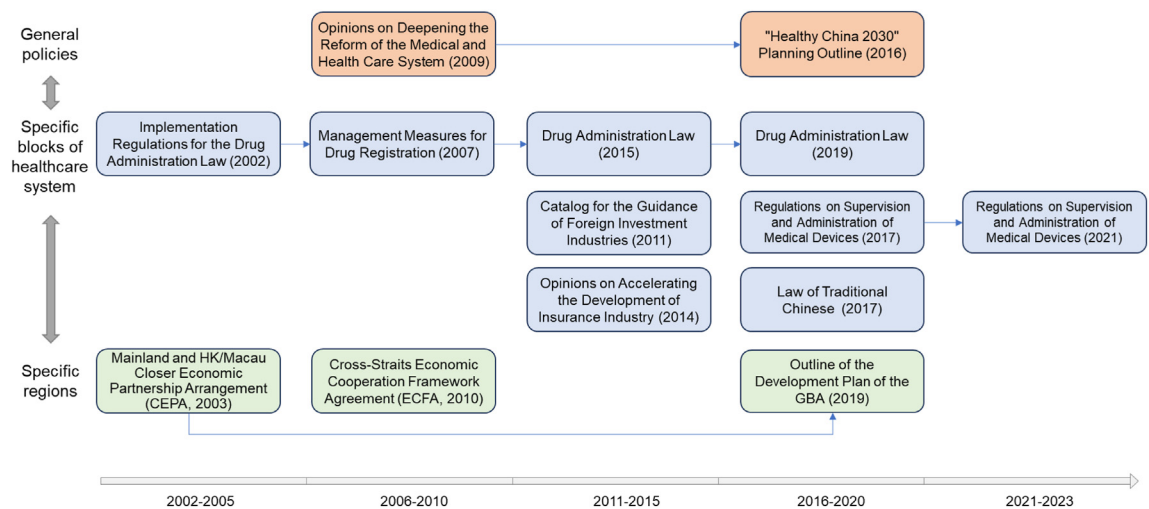 General
policies
Opinions on Deepening the
Reform of the Medical and
Health Care System (2009)
"Healthy China 2030"
Planning Outline (2016)
Specific
blocks of
healthcare
system
Implementation
Regulations for the Drug
Administration Law (2002)
Management Measures for
Drug Registration (2007)
Drug Administration Law
(2015)
Drug Administration Law
(2019)
Catalog for the Guidance
of Foreign Investment
Industries (2011)
Regulations on Supervision
and Administration of
Medical Devices (2017)
Regulations on Supervision
and Administration of
Medical Devices (2021)
Opinions on Accelerating
the Development of
Insurance Industry (2014)
Law of Traditional
Chinese (2017)
Specific
regions
Mainland and HK/Macau
Closer Economic
Partnership Arrangement
(CEPA, 2003)
Cross-Straits Economic
Cooperation Framework
Agreement (ECFA, 2010)
Outline of the
Development Plan of the
GBA (2019)
2002-2005
2006-2010
2011-2015
2016-2020
2021-2023